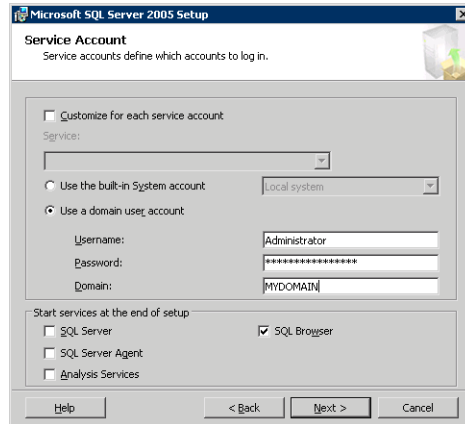 Microsoft SQL Server 2005 Setup
Service Account
Service accounts define which accounts to log in.
Customize for each service account
Service:
Use the built-in System account
Local system
Use a domain user account
Username:
Administrator
Password:
****************
Domain:
MYDOMAIN
Start services at the end of setup
SQL Server
SQL Browser
SQL Server Agent
Analysis Services
Help
< Back
Next >
Cancel